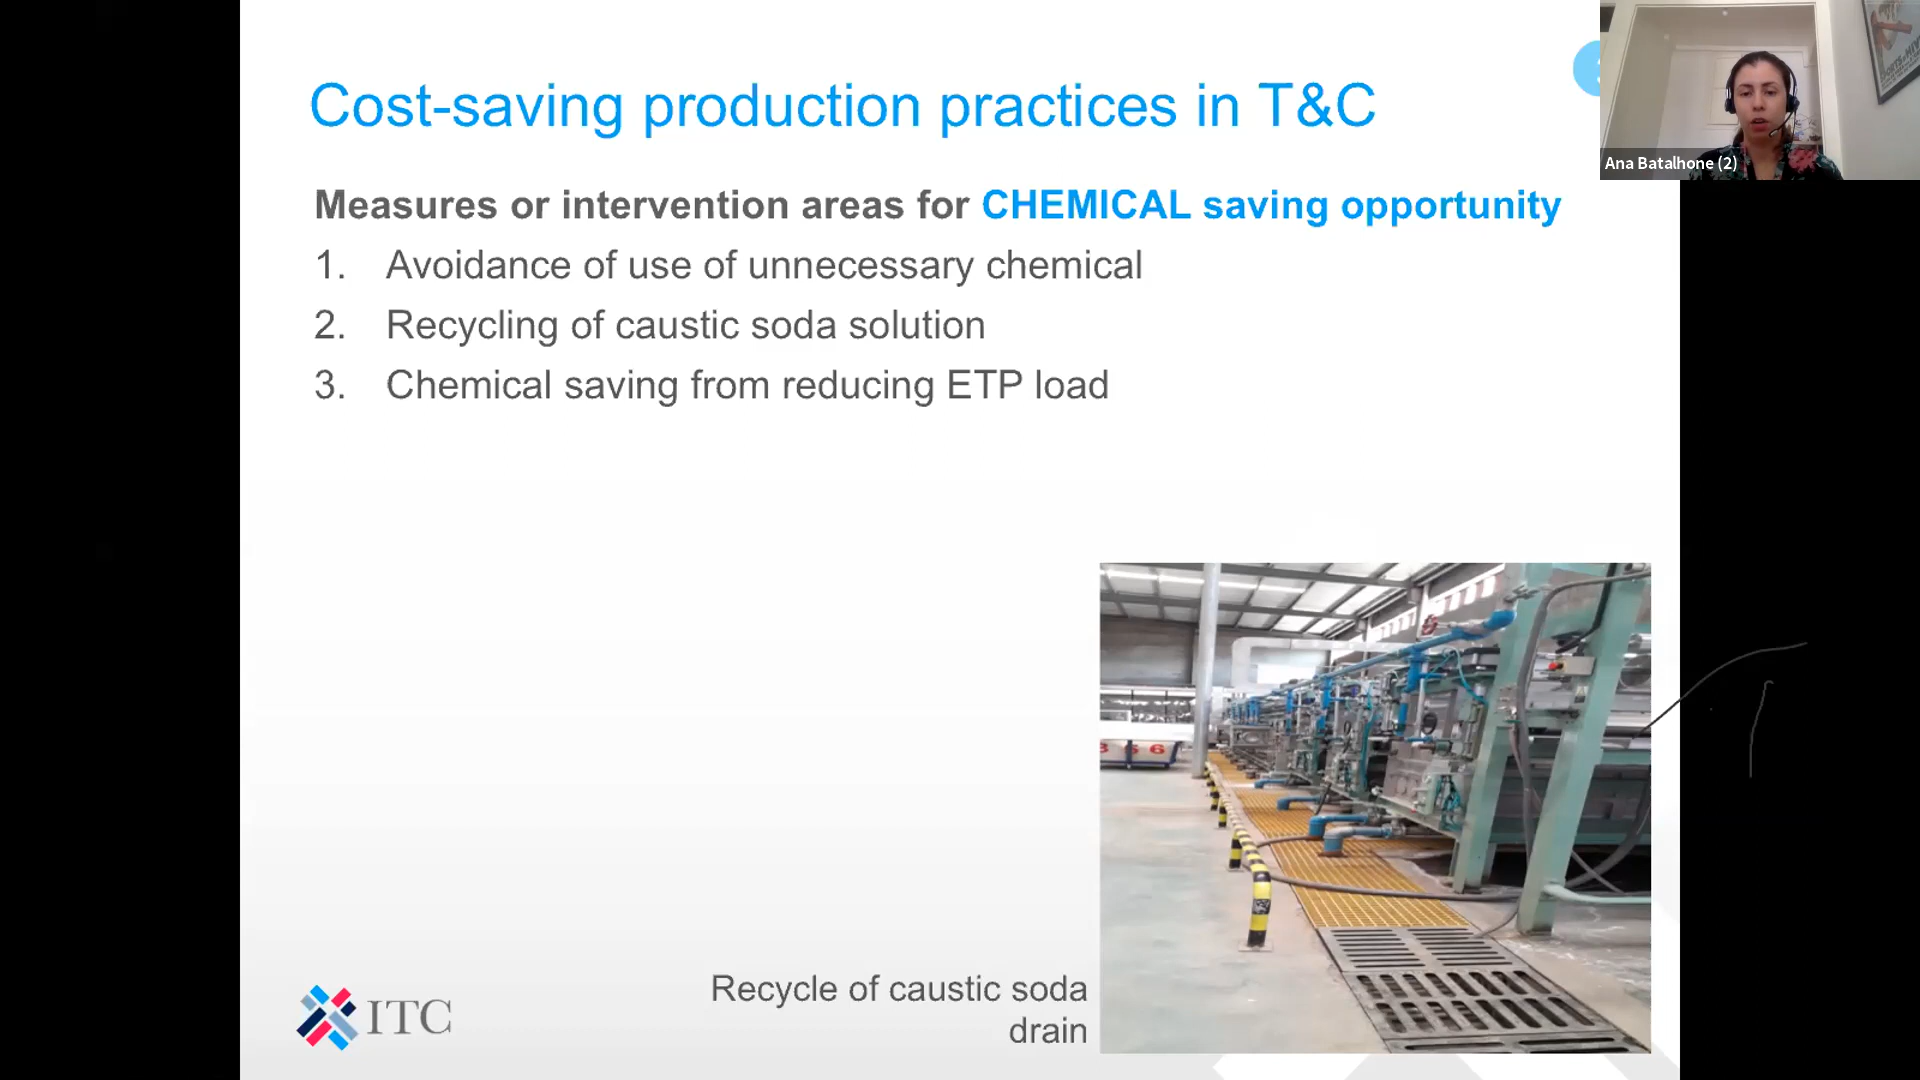 Cost-saving production practices in T&C
Ana Batalhone (2)
Measures or intervention areas for CHEMICAL saving opportunity
1. Avoidance of use of unnecessary chemical
2. Recycling of caustic soda solution
3. Chemical saving from reducing ETP load
Recycle of caustic soda
drain
ITC